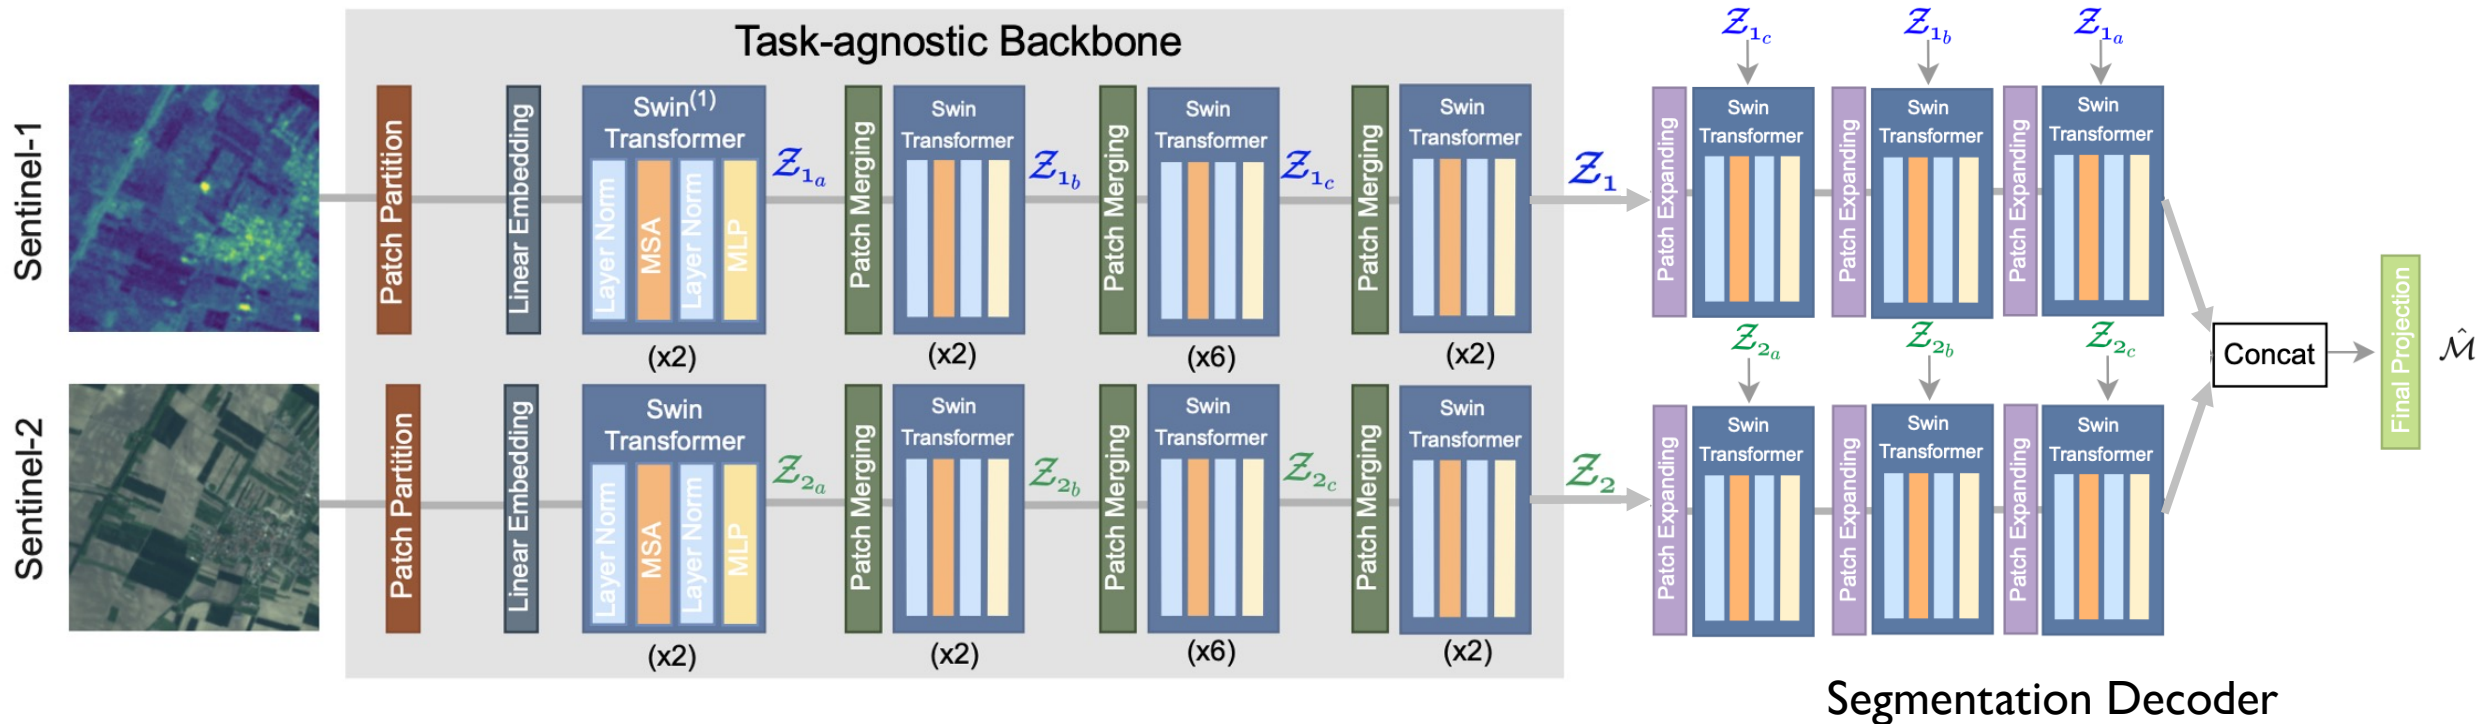 Task-agnostic Backbone
Sentinel-1
Patch Partition
Linear Embedding
Swin(1)
Transformer
Layer Norm
MSA
Layer Norm
MLP
(x2)
Z1a
Patch Merging
Swin
Transformer
(x2)
Z1b
Patch Merging
Swin
Transformer
(x6)
Z1c
Patch Merging
Swin
Transformer
(x2)
Z1
Patch Expanding
Z1c
Swin
Transformer
Patch Expanding
Z1b
Swin
Transformer
Patch Expanding
Z1a
Swin
Transformer
Sentinel-2
Patch Partition
Linear Embedding
Swin
Transformer
Layer Norm
MSA
Layer Norm
MLP
(x2)
Z2a
Patch Merging
Swin
Transformer
(x2)
Z2b
Patch Merging
Swin
Transformer
(x6)
Z2c
Patch Merging
Swin
Transformer
(x2)
Z2
Patch Expanding
Z2a
Swin
Transformer
Patch Expanding
Z2b
Swin
Transformer
Patch Expanding
Z2c
Swin
Transformer
Concat
Final Projection
M̂
Segmentation Decoder